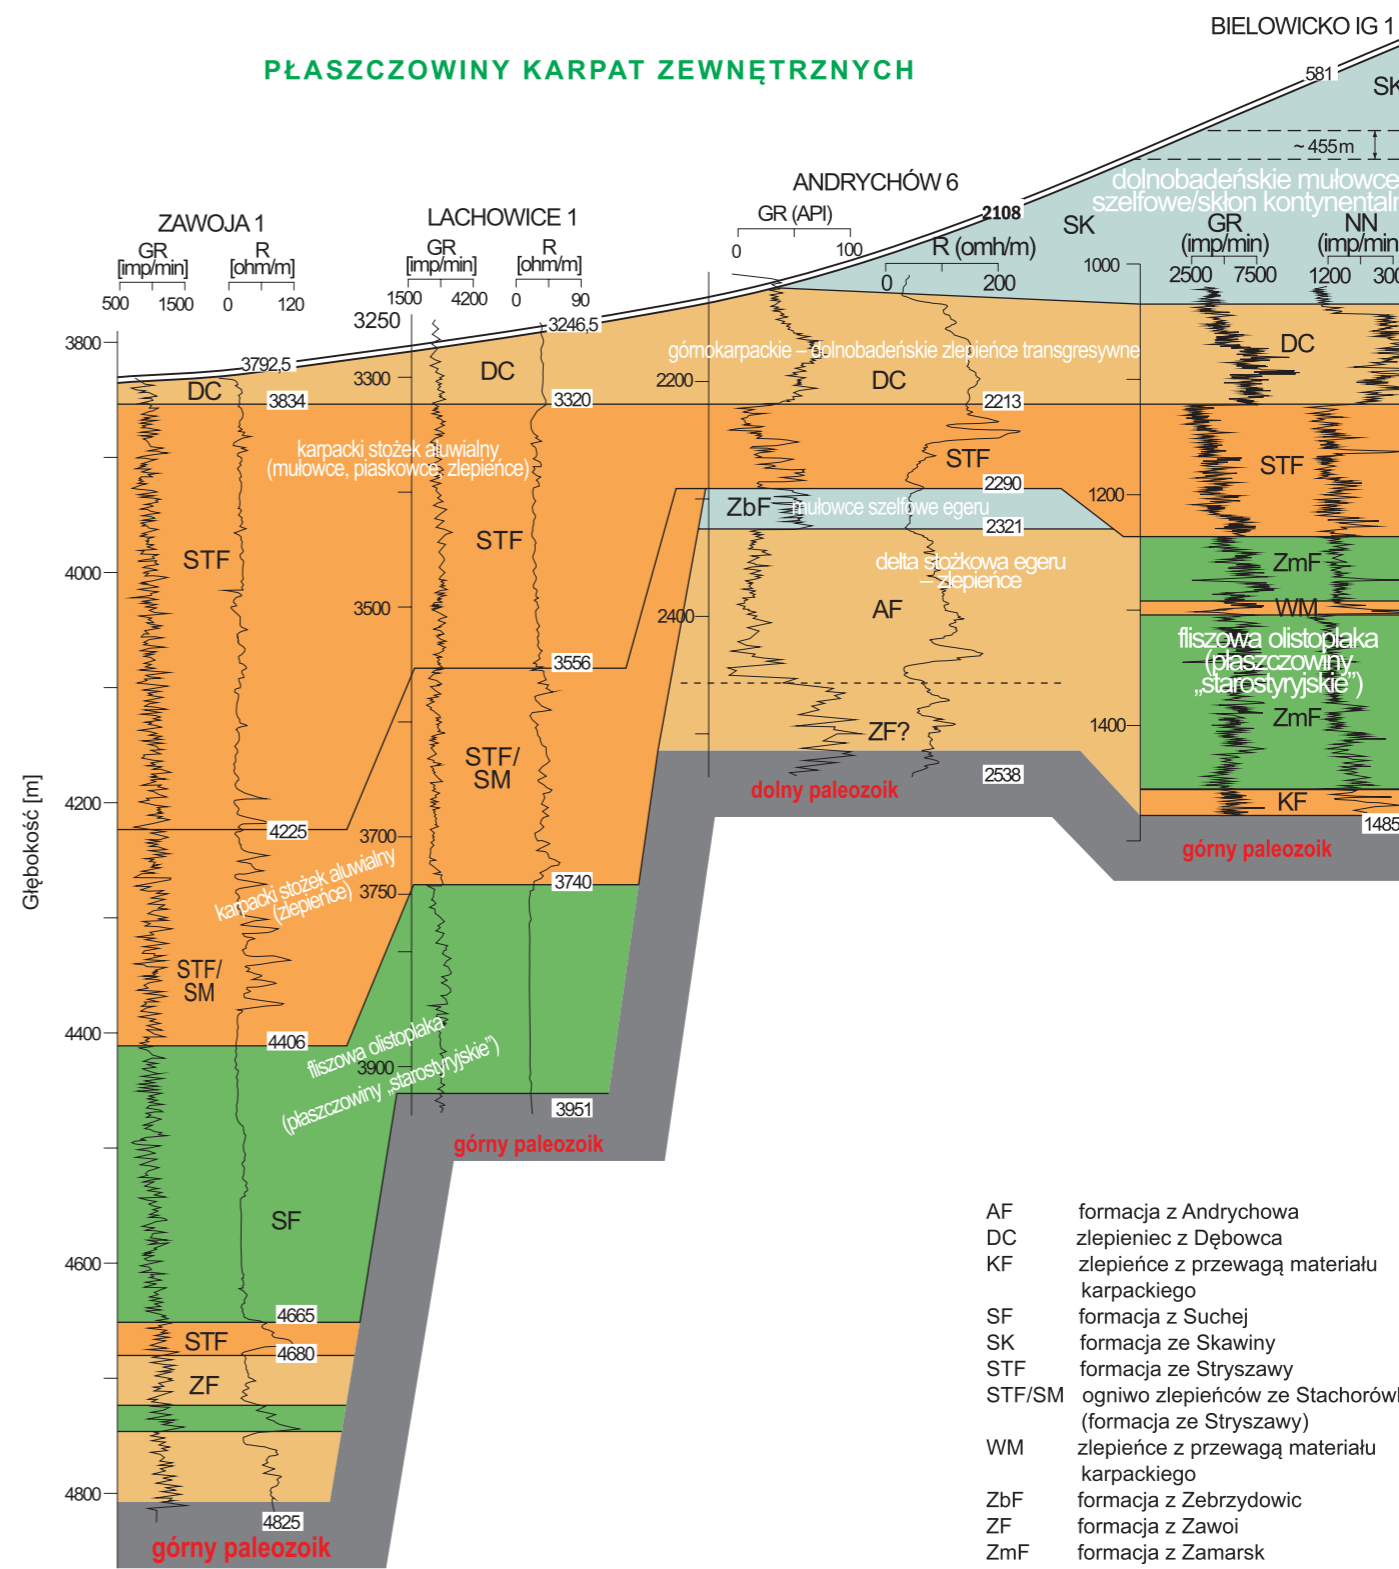 BIELOWICKO IG 1
PŁASZCZOWINY KARPAT ZEWNĘTRZNYCH
581
SK
~ 455m
dolnobadeńskie mułowce
szelfowe/skłon kontynentaln
ANDRYCHÓW 6
GR (API)
0 100
2108
R (omh/m)
0 200
SK
GR
(imp/min)
2500 7500
NN
(imp/min
1200 300
ZAWOJA 1
GR
[imp/min]
500 1500
R
[ohm/m]
0 120
LACHOWICE 1
GR
[imp/min]
1500 4200
R
[ohm/m]
0 90
1000
3250
3246,5
3800
3792,5
DC
3834
3300
DC
3320
górnokarpackie – dolnobadeńskie zlepieńce transgresywne
2200
DC
2213
DC
karpacki stożek aluwialny
(mułowce, piaskowce, zlepieńce)
STF
STF
2290
1200
ZbF
mułowce szelfowe egeru
2321
STF
STF
4000
3500
delta stożkowa egeru
– zlepieńce
2400
AF
ZmF
WM
fliszowa olistoplaka
(płaszczowiny
„starostyryjskie”)
ZmF
3556
STF/
SM
ZF?
1400
2538
dolny paleozoik
KF
1485
górny paleozoik
Głębokość [m]
4200
4225
3700
karpacki stożek aluwialny
(zlepieńce)
3740
3750
STF/
SM
4400
4406
fliszowa olistoplaka
(płaszczowiny „starostyryjskie”)
3900
3951
górny paleozoik
SF
4600
4665
STF
4680
ZF
4800
4825
górny paleozoik
AF formacja z Andrychowa
DC zlepieniec z Dębowca
KF zlepieńce z przewagą materiału
karpackiego
SF formacja z Suchej
SK formacja ze Skawiny
STF formacja ze Stryszawy
STF/SM ogniwo zlepieńców ze Stachorówk
(formacja ze Stryszawy)
WM zlepieńce z przewagą materiału
karpackiego
ZbF formacja z Zebrzydowic
ZF formacja z Zawoi
ZmF formacja z Zamarsk